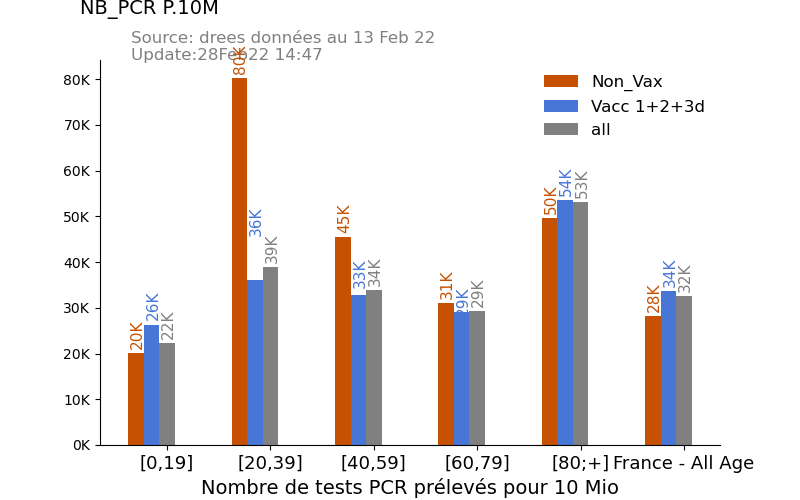 NB_PCR P.10M
Source: drees données au 13 Feb 22
Update:28Feb22 14:47
Non_Vax
Vacc 1+2+3d
all
80K
70K
60K
50K
40K
30K
20K
10K
0K
20K
26K
22K
80K
36K
39K
45K
33K
34K
31K
29K
29K
50K
54K
53K
28K
34K
32K
[0,19]
[20,39]
[40,59]
[60,79]
[80;+]
France - All Age
Nombre de tests PCR prélevés pour 10 Mio